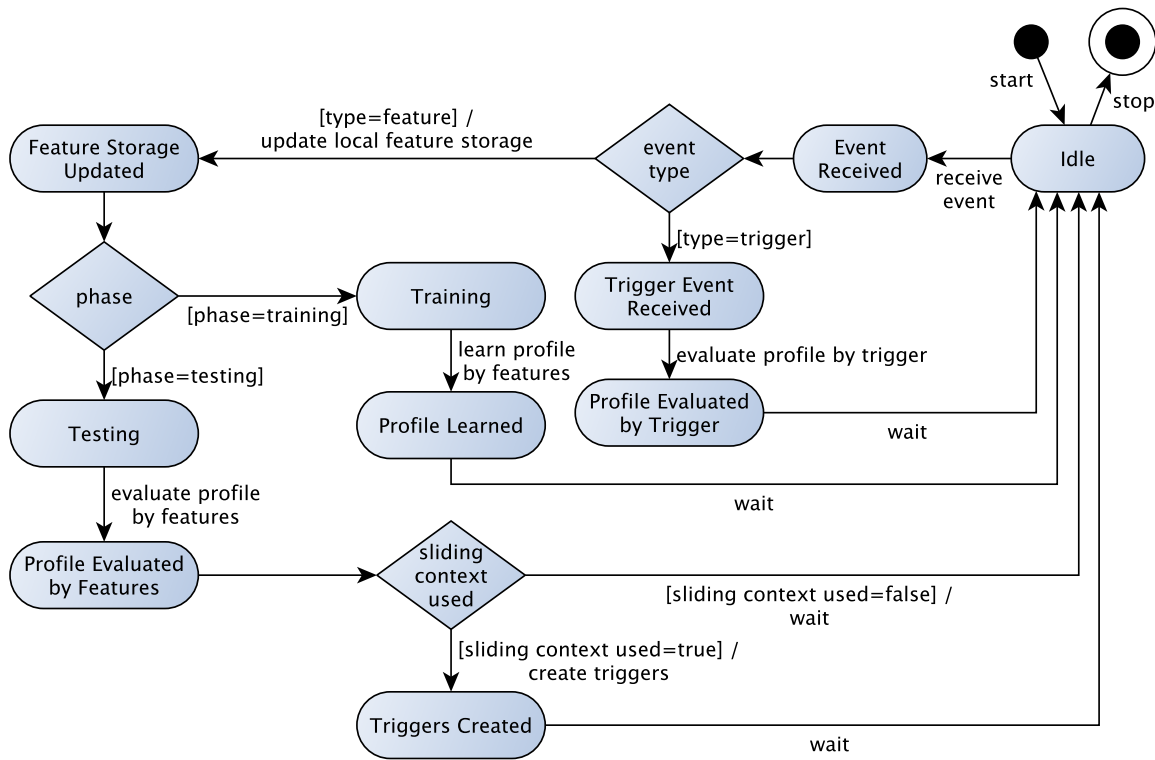 start
stop
[type=feature] /
update local feature storage
Feature Storage
Updated
event
type
Event
Received
receive
event
Idle
[type=trigger]
phase
[phase=training]
Training
Trigger Event
Received
learn profile
by features
evaluate profile by trigger
[phase=testing]
Testing
Profile Learned
Profile Evaluated
by Trigger
wait
evaluate profile
by features
wait
Profile Evaluated
by Features
sliding
context
used
[sliding context used=false] /
wait
[sliding context used=true] /
create triggers
Triggers Created
wait